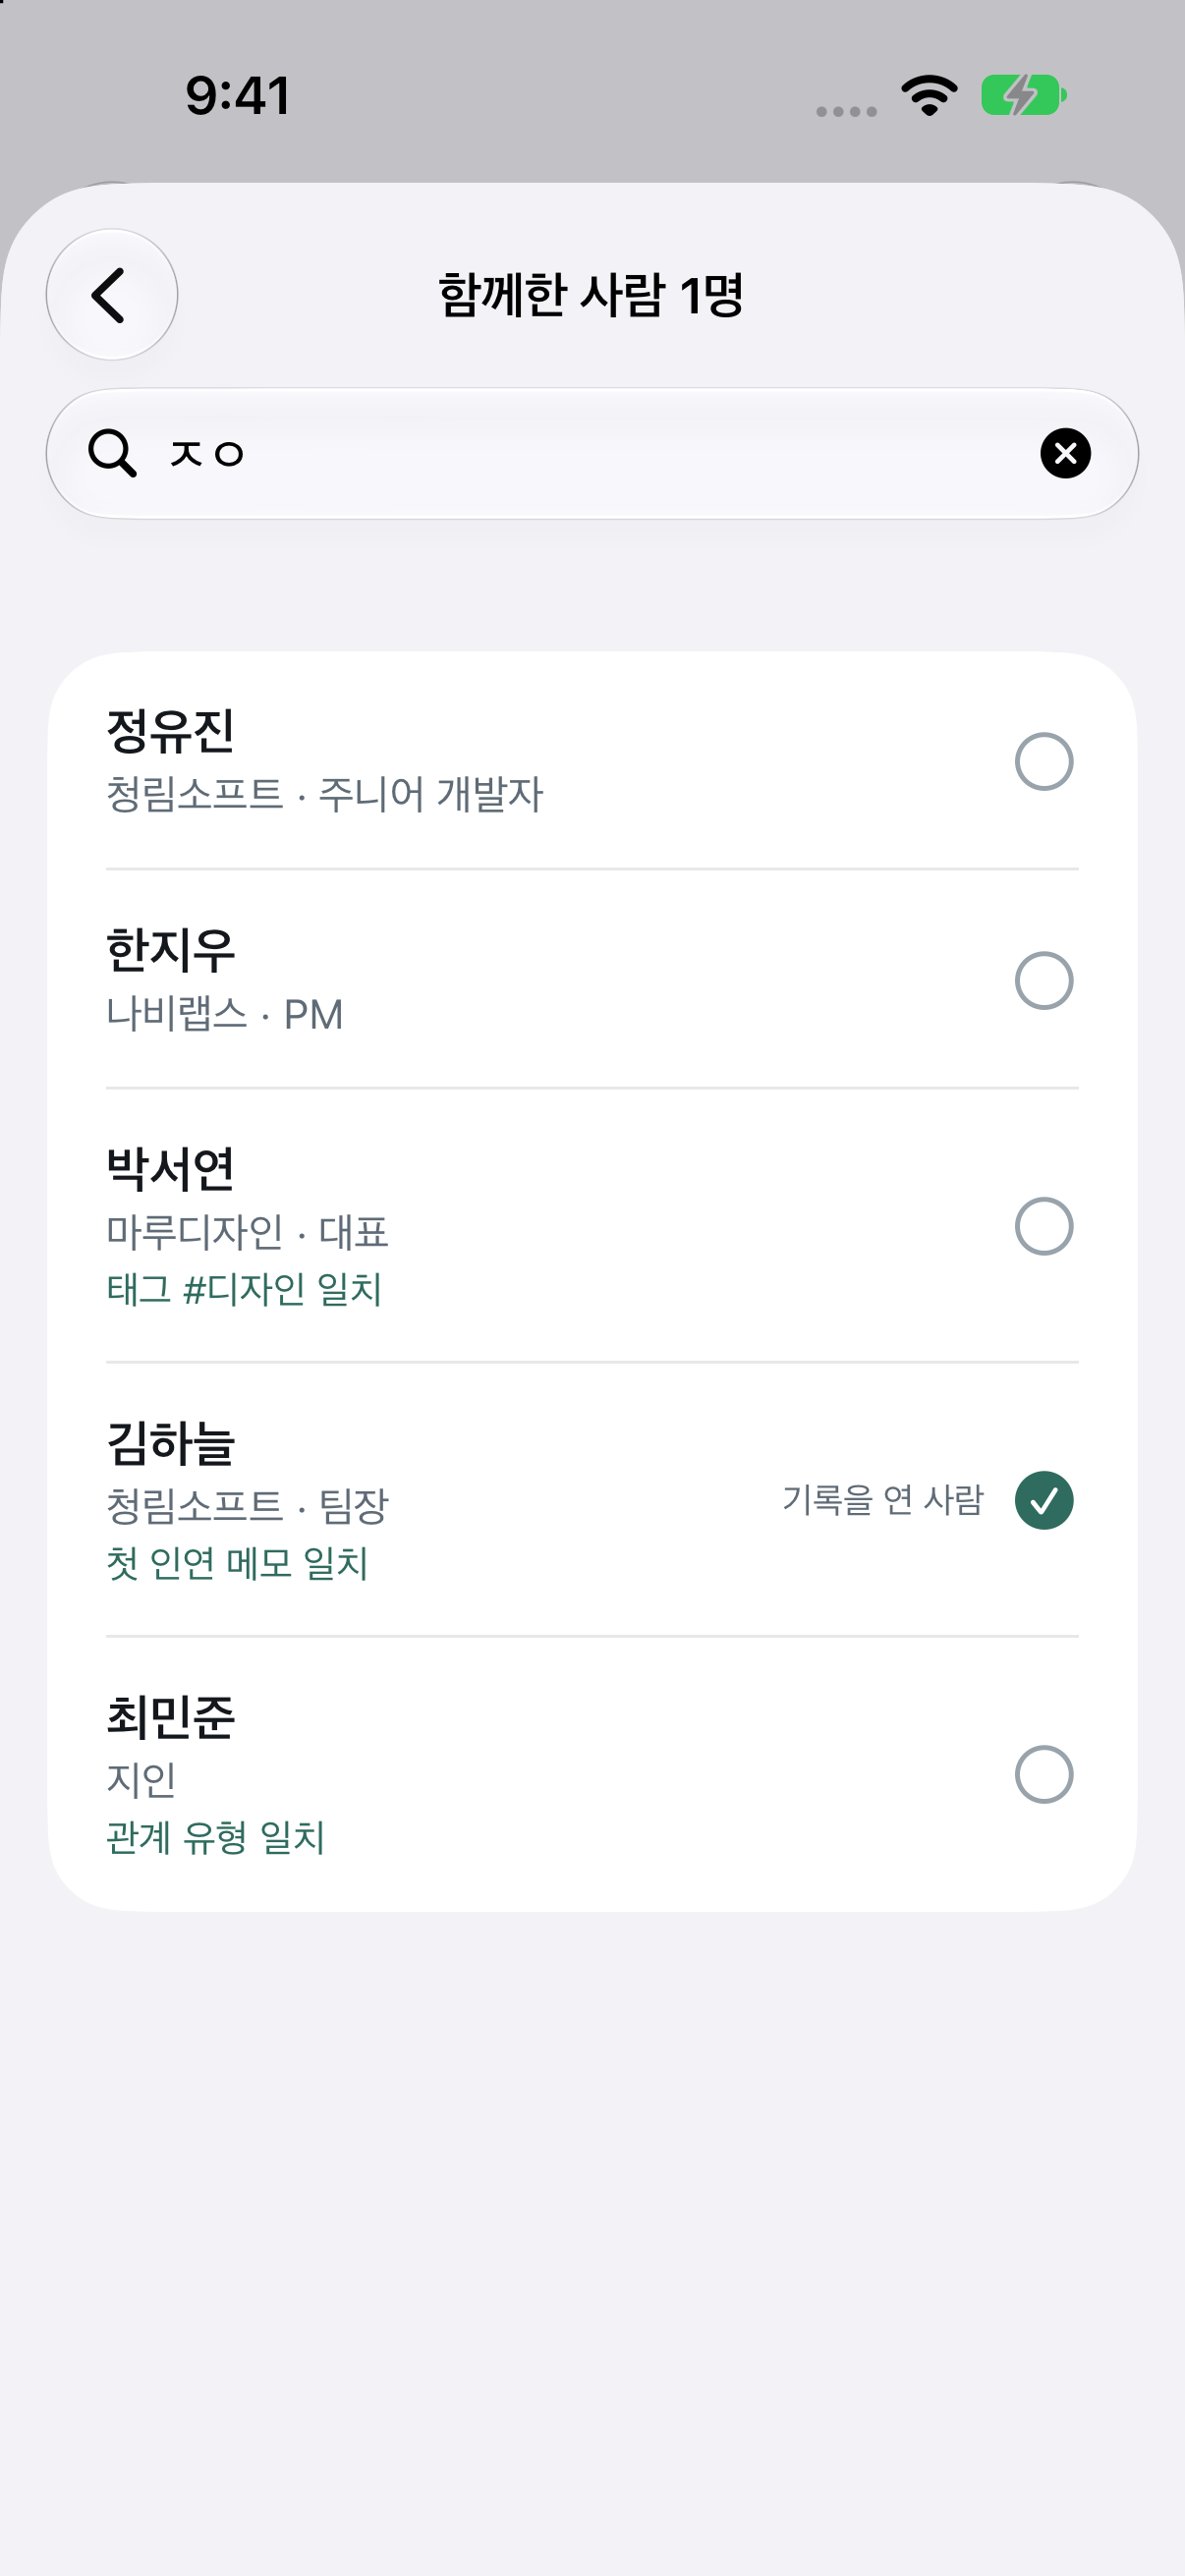 9:41
함께한 사람 1명
ㅈㅇ
정유진
청림소프트 · 주니어 개발자
한지우
나비랩스 · PM
박서연
마루디자인 · 대표
태그 #디자인 일치
김하늘
청림소프트 · 팀장
기록을 연 사람
첫 인연 메모 일치
최민준
지인
관계 유형 일치